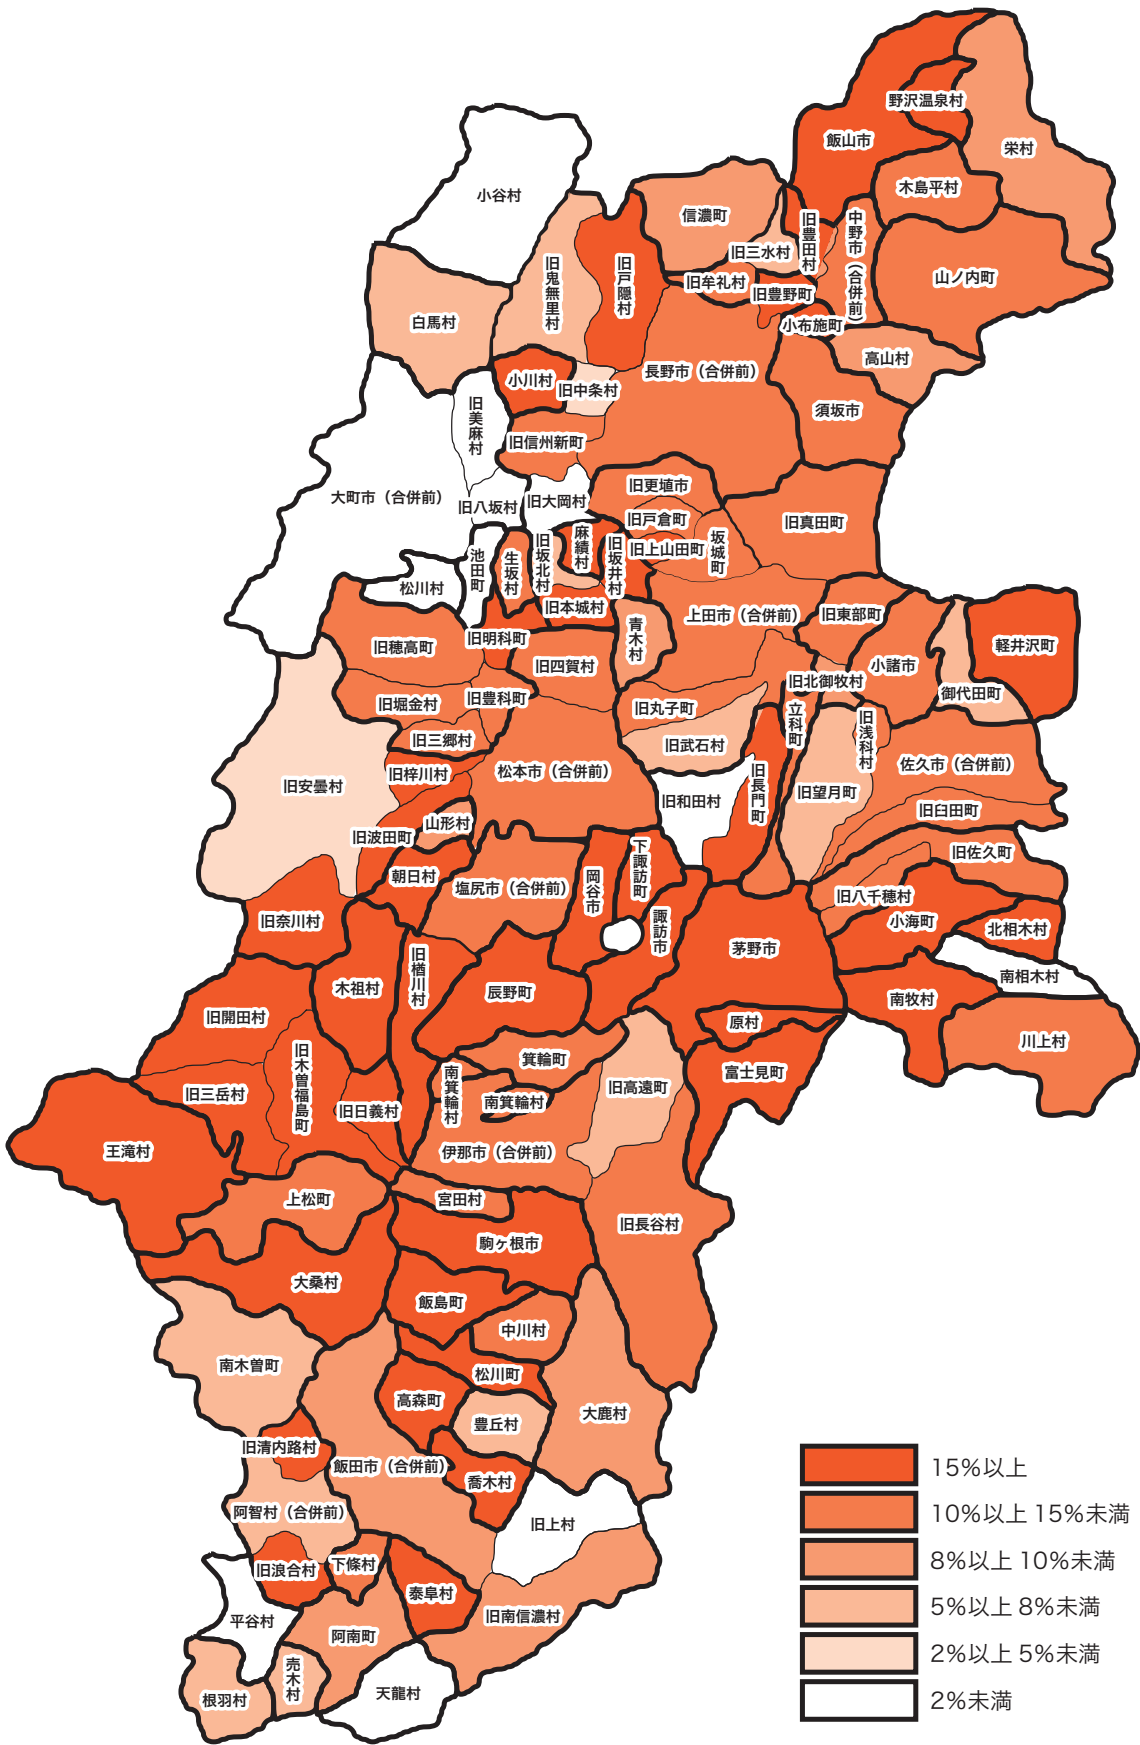 野沢温泉村
飯山市
栄村
木島平村
小谷村
信濃町
旧豊田村
中野市（合併前）
旧三水村
山ノ内町
旧鬼無里村
旧戸隠村
旧牟礼村
旧豊野町
白馬村
小布施町
高山村
小川村
旧中条村
長野市（合併前）
須坂市
旧美麻村
旧信州新町
大町市（合併前）
旧八坂村
旧大岡村
旧更埴市
旧戸倉町
旧真田町
旧上山田町
坂城町
池田町
生坂村
旧坂北村
麻績村
旧坂井村
松川村
旧本城村
上田市（合併前）
旧東部町
青木村
旧明科町
旧穂高町
旧四賀村
小諸市
軽井沢町
旧北御牧村
御代田町
旧堀金村
旧豊科町
旧丸子町
立科町
旧浅科村
旧三郷村
旧武石村
佐久市（合併前）
旧梓川村
松本市（合併前）
旧安曇村
旧和田村
旧長門町
旧望月町
旧臼田町
山形村
旧波田町
旧佐久町
朝日村
塩尻市（合併前）
岡谷市
下諏訪町
諏訪市
旧八千穂村
小海町
旧奈川村
北相木村
茅野市
旧楢川村
南相木村
木祖村
辰野町
南牧村
旧開田村
原村
川上村
旧木曽福島町
箕輪町
旧高遠町
富士見町
旧三岳村
南箕輪村
南箕輪村
旧日義村
王滝村
伊那市（合併前）
上松町
宮田村
旧長谷村
駒ヶ根市
大桑村
飯島町
中川村
南木曽町
松川町
高森町
大鹿村
豊丘村
旧清内路村
飯田市（合併前）
喬木村
阿智村（合併前）
旧上村
旧浪合村
下條村
泰阜村
平谷村
阿南町
旧南信濃村
売木村
根羽村
天龍村
15%以上
10%以上 15%未満
8%以上 10%未満
5%以上 8%未満
2%以上 5%未満
2%未満